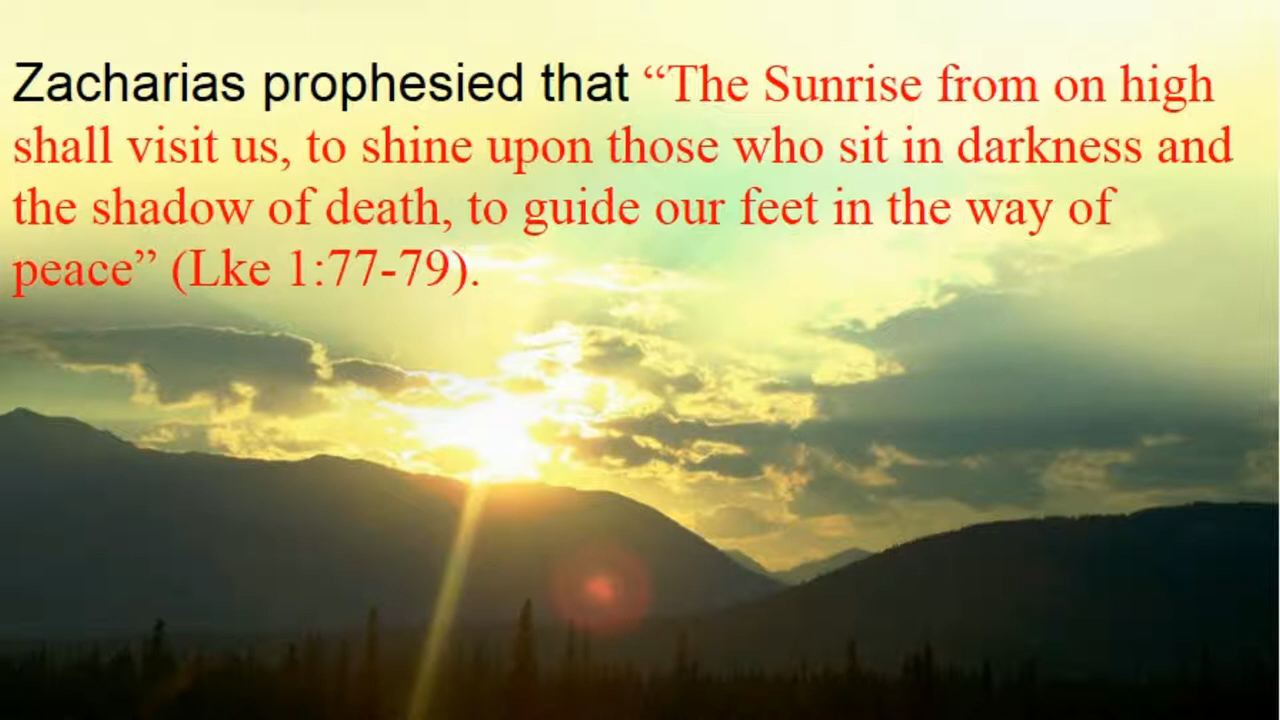 Zacharias prophesied that “The Sunrise from on high
shall visit us, to shine upon those who sit in darkness and
the shadow of death, to guide our feet in the way of
peace” (Lke 1:77-79).